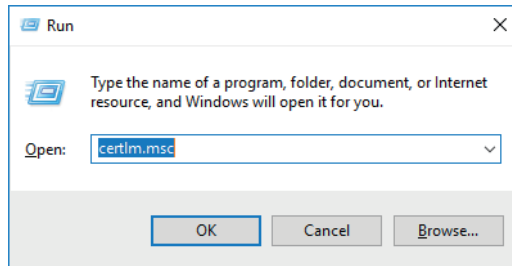 Run
Type the name of a program, folder, document, or Internet
resource, and Windows will open it for you.
Open:
certlm.msc
OK
Cancel
Browse...